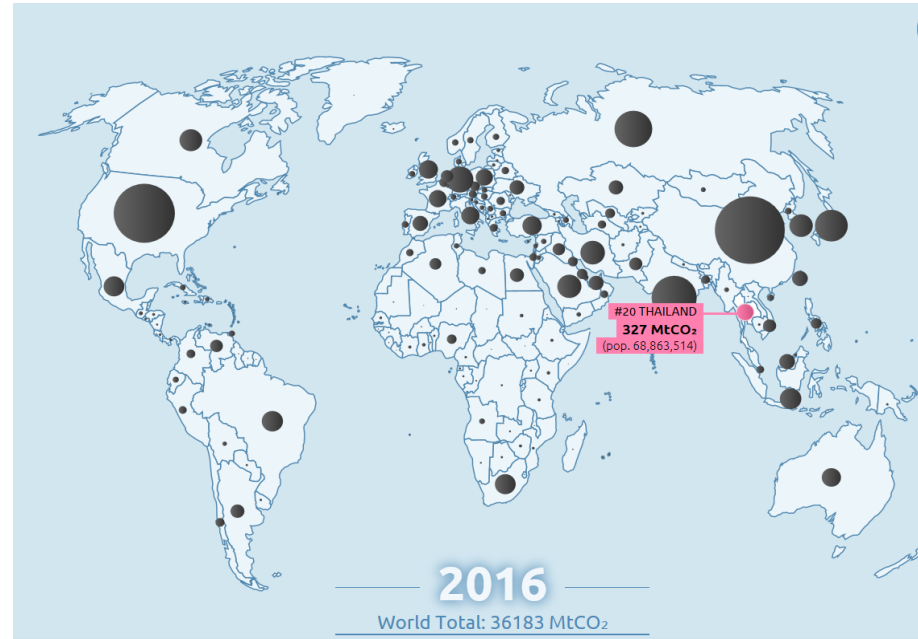 #20 THAILAND
327 MtCO₂
(pop. 68,863,514)
2016
World Total: 36183 MtCO₂